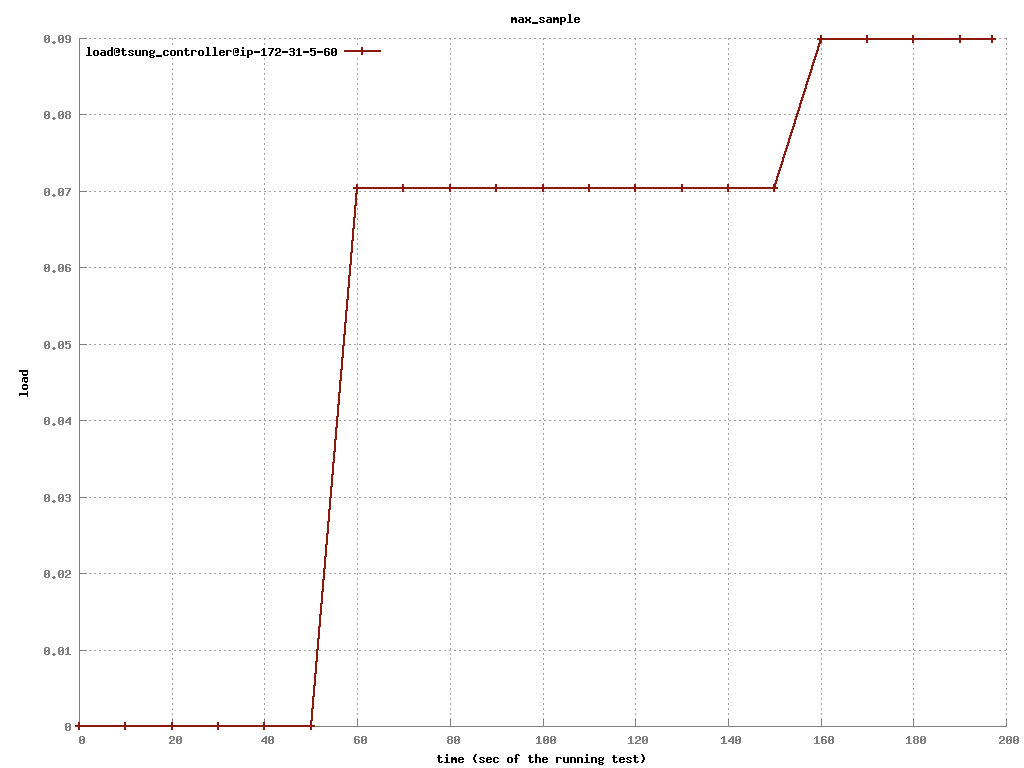 max_sample
load@tsung_controller@ip-172-31-5-60
0.09
0.08
0.07
0.06
0.05
0.04
0.03
0.02
0.01
0
load
0 20 40 60 80 100 120 140 160 180 200
time (sec of the running test)